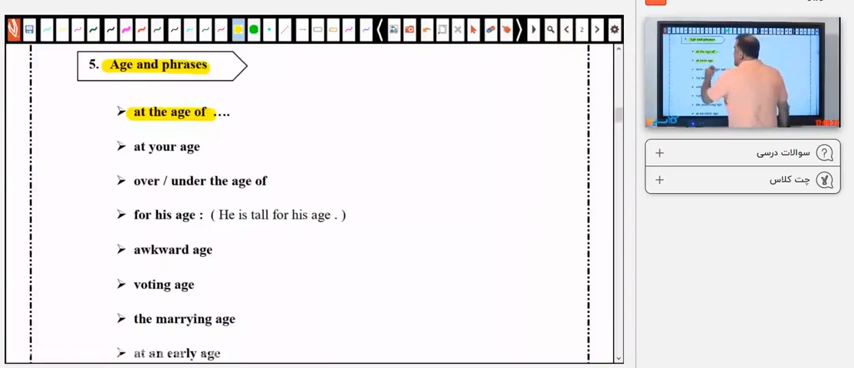 5. Age and phrases
➢ at the age of ….
➢ at your age
➢ over / under the age of
➢ for his age : ( He is tall for his age . )
➢ awkward age
➢ voting age
➢ the marrying age
➢ at an early age
2
سوالات درسی
چت کلاس